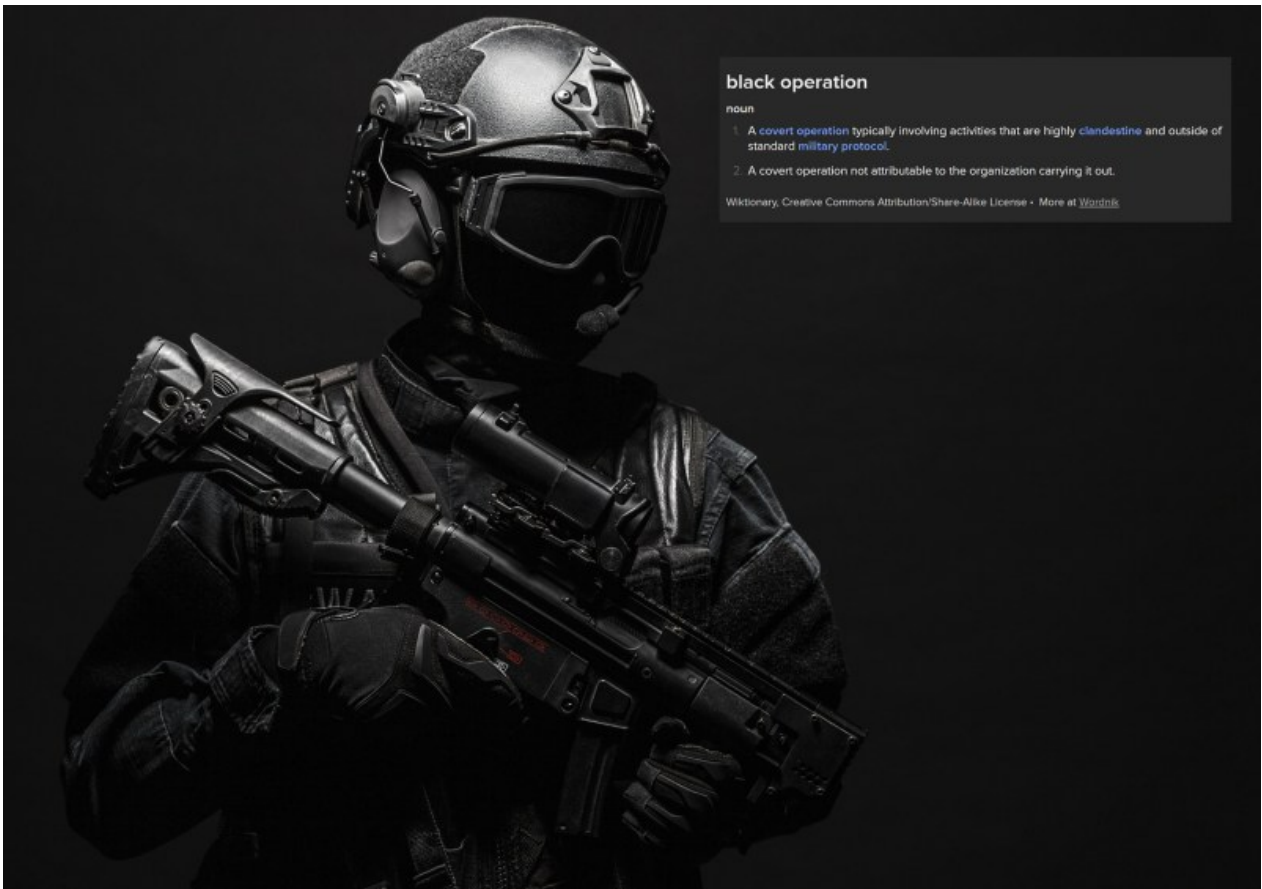 black operation
noun
1. A covert operation typically involving activities that are highly clandestine and outside of
standard military protocol.
2. A covert operation not attributable to the organization carrying it out.
Wiktionary, Creative Commons Attribution/Share-Alike License • More at Wordnik